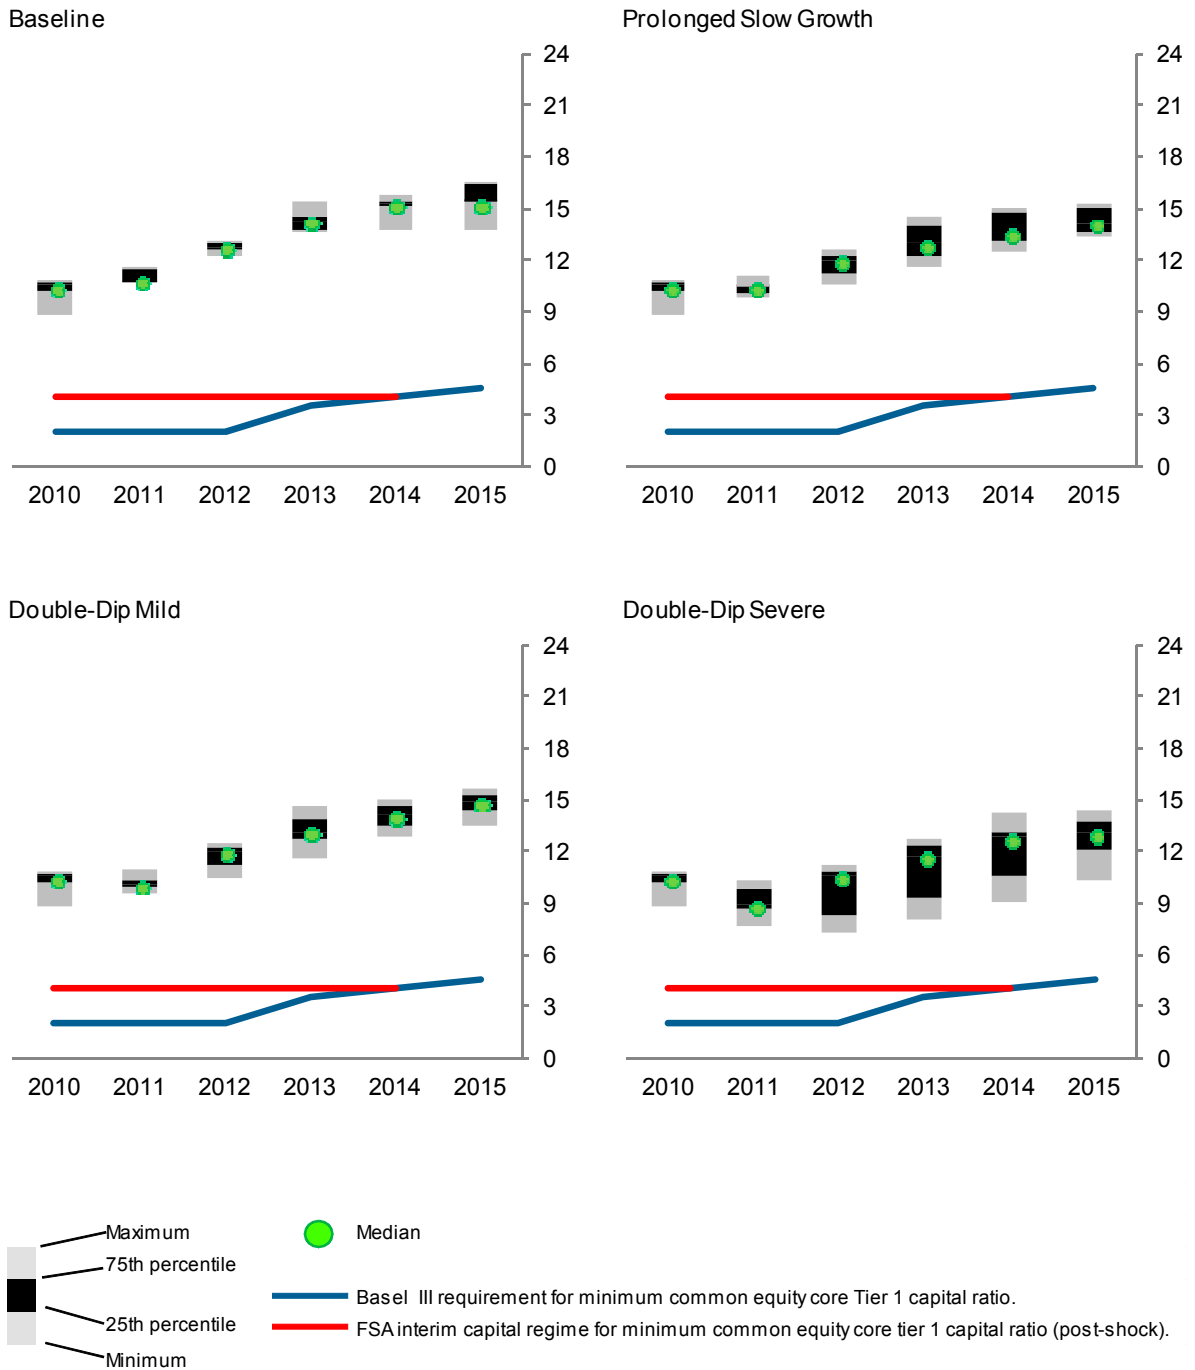 Baseline
24
21
18
15
12
9
6
3
0
2010 2011 2012 2013 2014 2015
Prolonged Slow Growth
24
21
18
15
12
9
6
3
0
2010 2011 2012 2013 2014 2015
Double-Dip Mild
24
21
18
15
12
9
6
3
0
2010 2011 2012 2013 2014 2015
Double-Dip Severe
24
21
18
15
12
9
6
3
0
2010 2011 2012 2013 2014 2015
Maximum
75th percentile
25th percentile
Minimum
Median
Basel III requirement for minimum common equity core Tier 1 capital ratio.
FSA interim capital regime for minimum common equity core tier 1 capital ratio (post-shock).